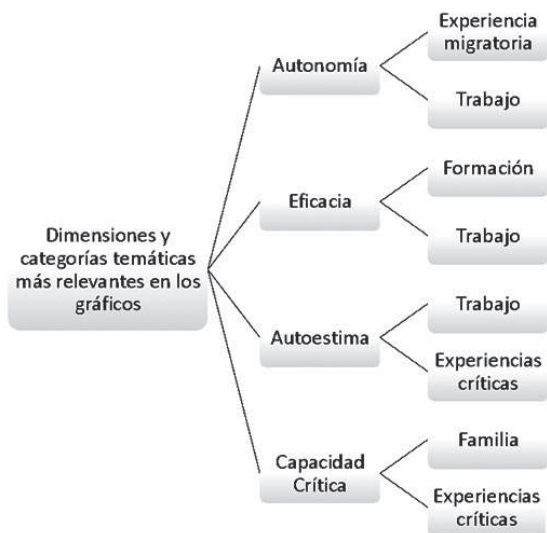 Dimensiones y
categorías temáticas
más relevantes en los
gráficos
Autonomía
Experiencia
migratoria
Trabajo
Eficacia
Formación
Trabajo
Autoestima
Trabajo
Experiencias
críticas
Capacidad
Crítica
Familia
Experiencias
críticas